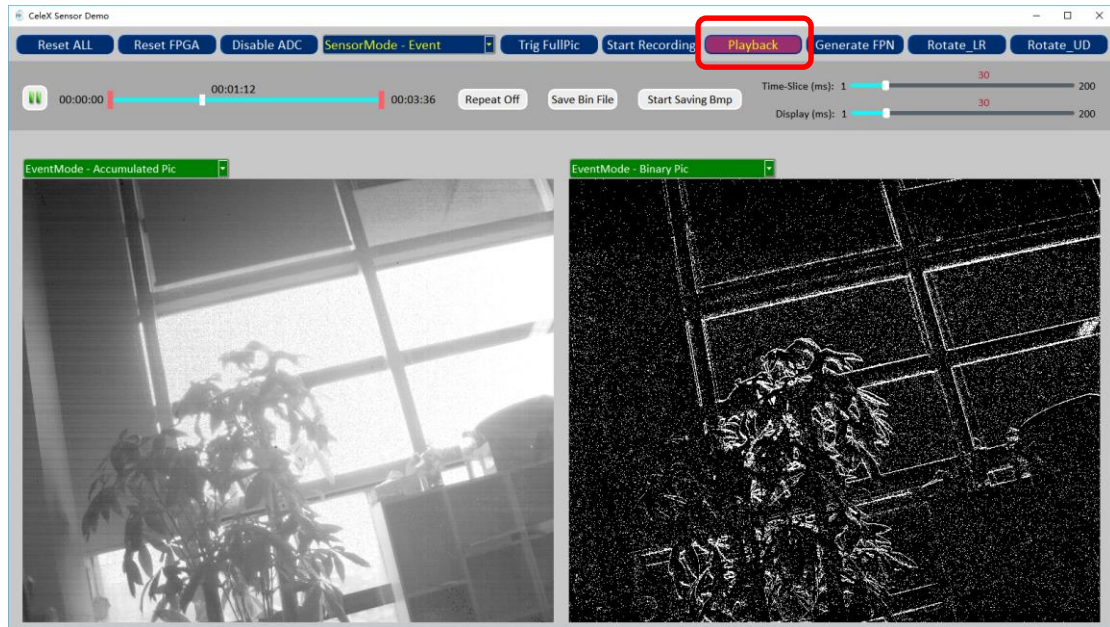 CeleX Sensor Demo
Reset ALL Reset FPGA Disable ADC SensorMode - Event Trig FullPic Start Recording Playback Generate FPN Rotate_LR Rotate_UD
00:00:00 00:01:12 00:03:36 Repeat Off Save Bin File Start Saving Bmp
Time-Slice (ms): 1 30 200
Display (ms): 1 30 200
EventMode - Accumulated Pic EventMode - Binary Pic